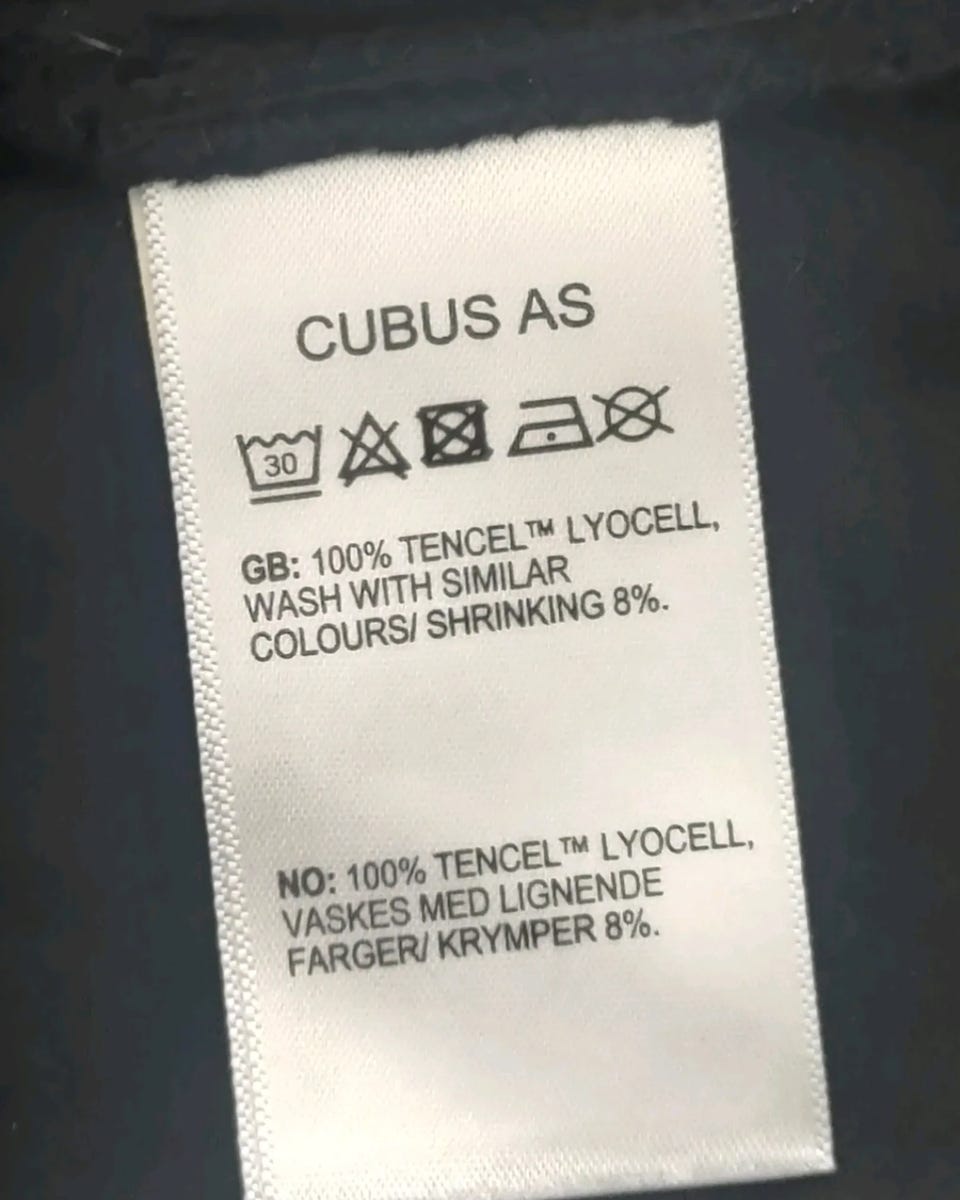 CUBUS AS
30
GB: 100% TENCEL™ LYOCELL,
WASH WITH SIMILAR
COLOURS/ SHRINKING 8%.
NO: 100% TENCEL™ LYOCELL,
VASKES MED LIGNENDE
FARGER/ KRYMPER 8%.